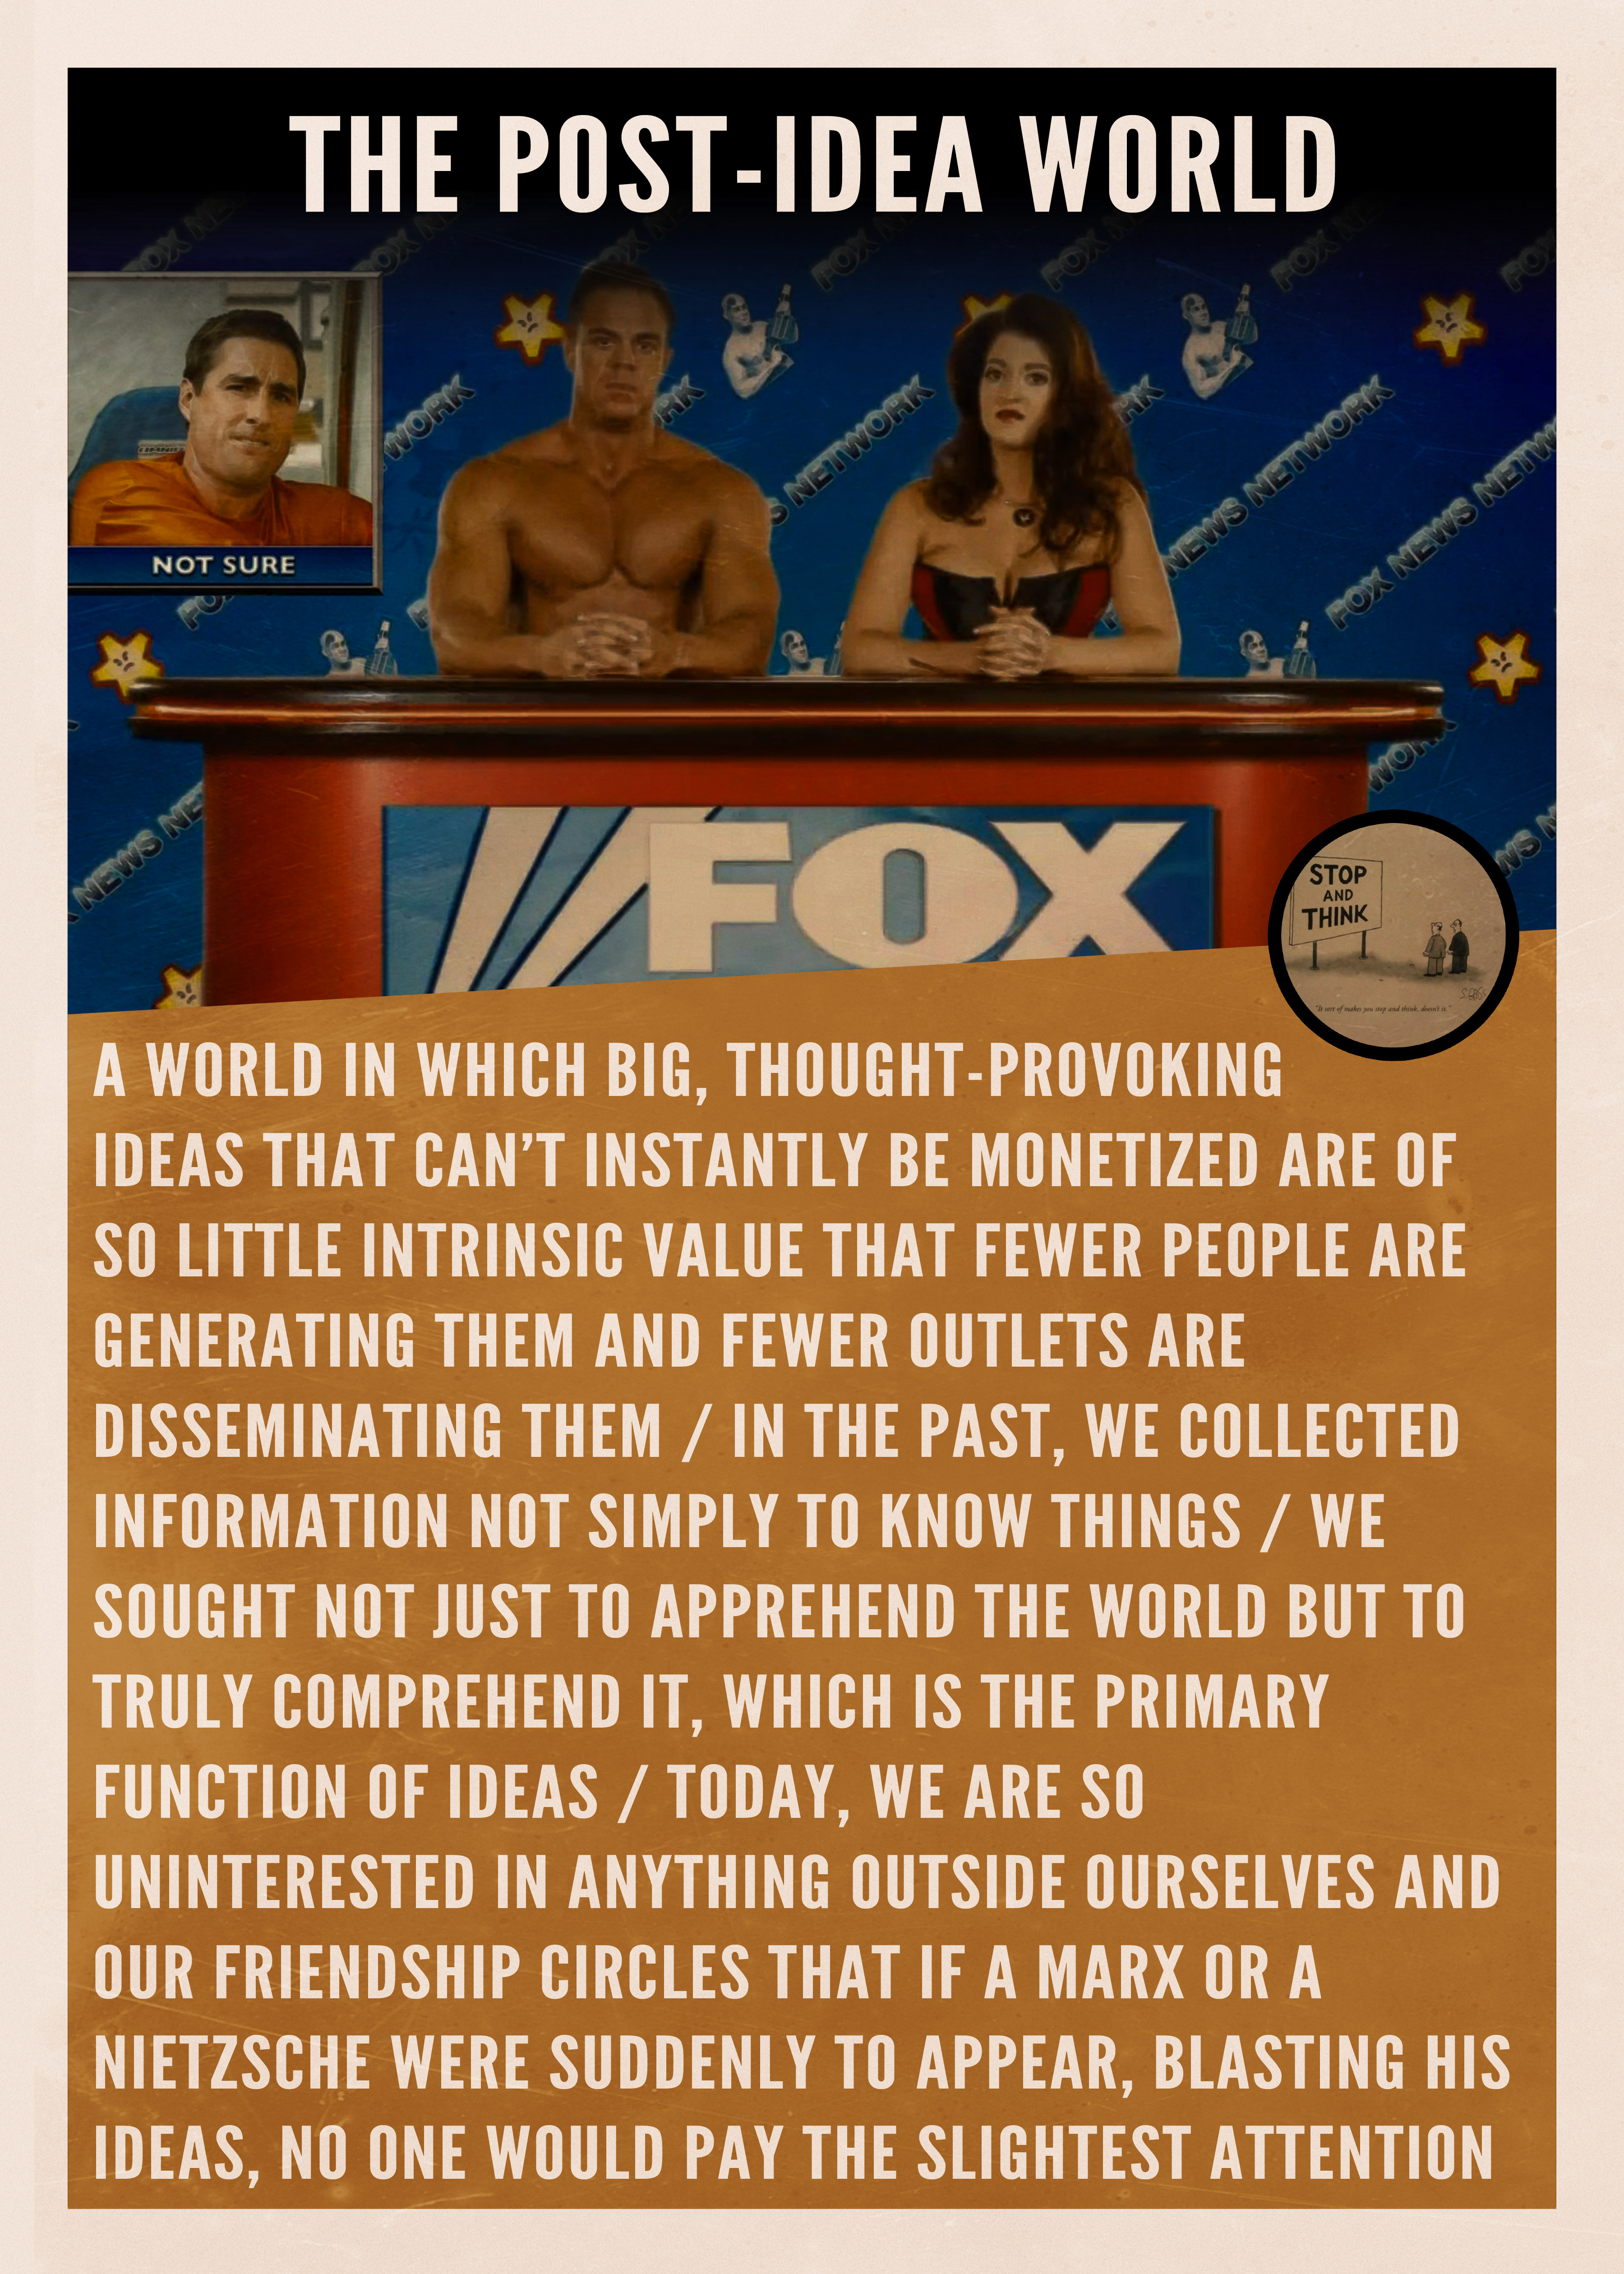 THE POST-IDEA WORLD
FOX NEWS NETWORK
NOT SURE
FOX
STOP
AND
THINK
"It sort of makes you stop and think, doesn't it."
A WORLD IN WHICH BIG, THOUGHT-PROVOKING
IDEAS THAT CAN’T INSTANTLY BE MONETIZED ARE OF
SO LITTLE INTRINSIC VALUE THAT FEWER PEOPLE ARE
GENERATING THEM AND FEWER OUTLETS ARE
DISSEMINATING THEM / IN THE PAST, WE COLLECTED
INFORMATION NOT SIMPLY TO KNOW THINGS / WE
SOUGHT NOT JUST TO APPREHEND THE WORLD BUT TO
TRULY COMPREHEND IT, WHICH IS THE PRIMARY
FUNCTION OF IDEAS / TODAY, WE ARE SO
UNINTERESTED IN ANYTHING OUTSIDE OURSELVES AND
OUR FRIENDSHIP CIRCLES THAT IF A MARX OR A
NIETZSCHE WERE SUDDENLY TO APPEAR, BLASTING HIS
IDEAS, NO ONE WOULD PAY THE SLIGHTEST ATTENTION